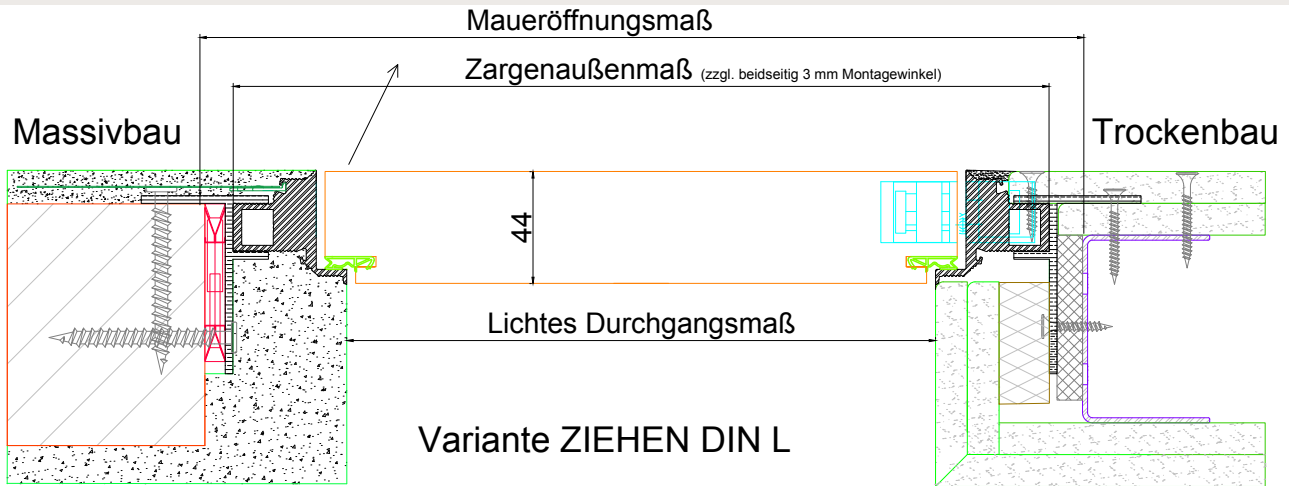 Maueröffnungsmaß
Zargenaußenmaß (zzgl. beidseitig 3 mm Montagewinkel)
Massivbau
Trockenbau
44
Lichtes Durchgangsmaß
Variante ZIEHEN DIN L